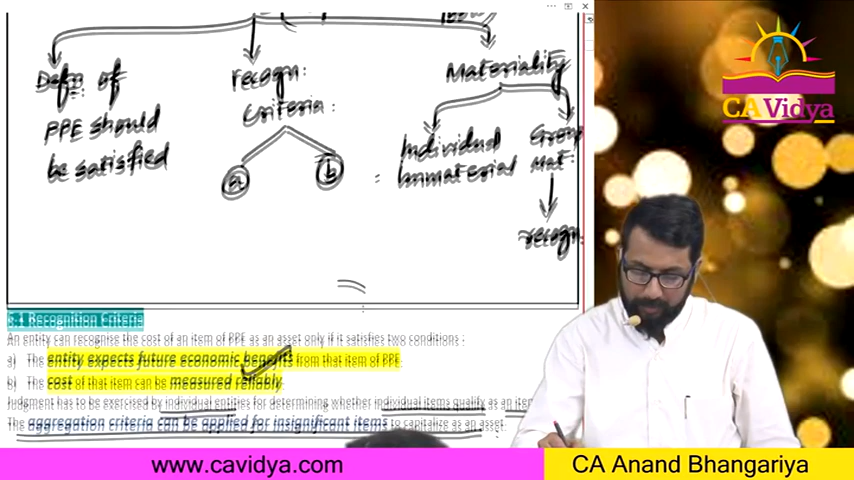 Defn of
PPE should
be satisfied
recogn:
Criteria:
a
b
Materiality
Individual
Immaterial
Group
Mat:
recogn:
CA Vidya
5.1 Recognition Criteria
An entity can recognise the cost of an item of PPE as an asset only if it satisfies two conditions :
a) The entity expects future economic benefits from that item of PPE.
b) The cost of that item can be measured reliably.
Judgment has to be exercised by individual entities for determining whether individual items qualify as an item
The aggregation criteria can be applied for insignificant items to capitalize as an asset.
www.cavidya.com
CA Anand Bhangariya